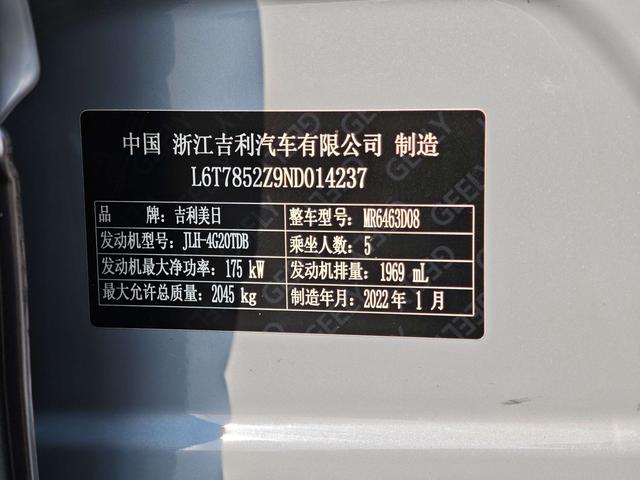 中国 浙江吉利汽车有限公司 制造
L6T7852Z9ND014237
品 牌: 吉利美日 整车型号: MR6463D08
发动机型号: JLH-4G20TDB 乘坐人数: 5
发动机最大净功率: 175 kW 发动机排量: 1969 mL
最大允许总质量: 2045 kg 制造年月: 2022 年 1 月